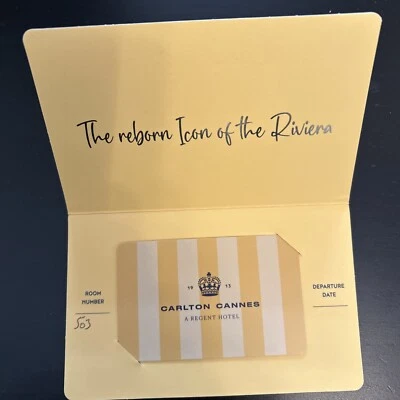 The reborn Icon of the Riviera
19 13
CARLTON CANNES
A REGENT HOTEL
ROOM
NUMBER
503
DEPARTURE
DATE